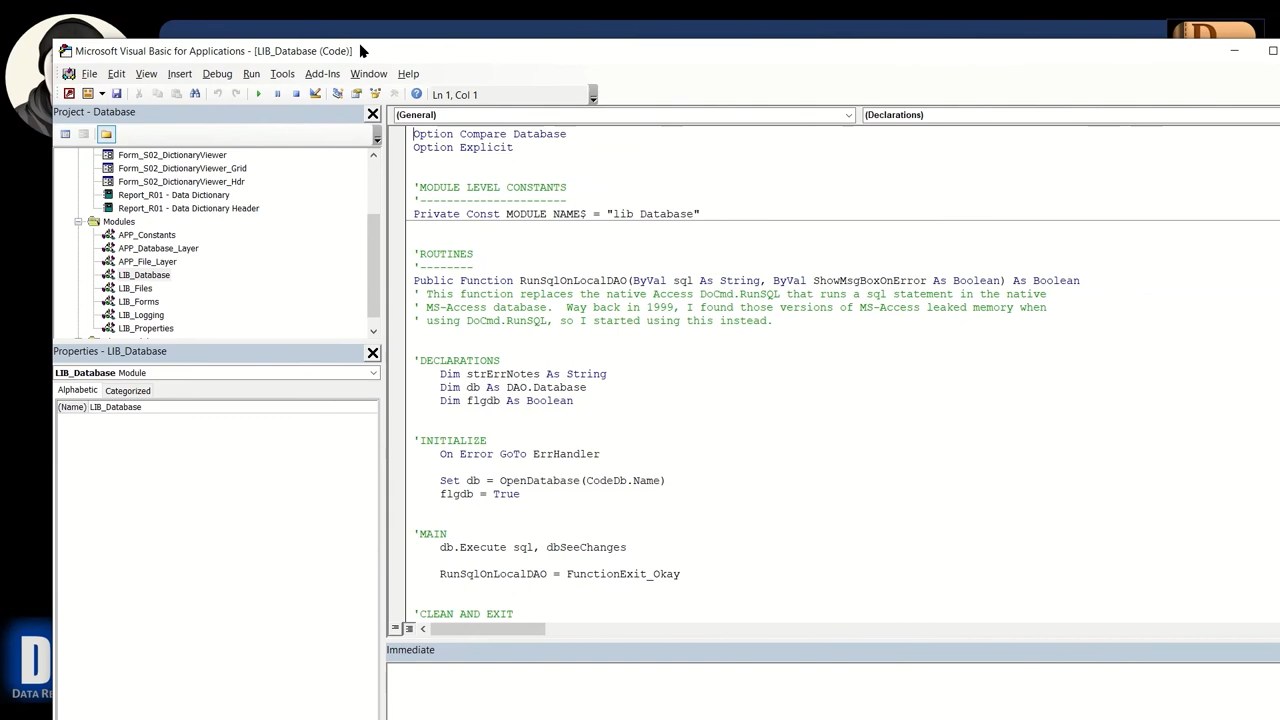 Microsoft Visual Basic for Applications - [LIB_Database (Code)]
File Edit View Insert Format Debug Run Tools Add-Ins Window Help
Ln 1, Col 1
Project - Database
(General)
(Declarations)
Form_S02_DictionaryViewer
Form_S02_DictionaryViewer_Grid
Form_S02_DictionaryViewer_Hdr
Report_R01 - Data Dictionary
Report_R01 - Data Dictionary Header
Modules
APP_Constants
APP_Database_Layer
APP_File_Layer
LIB_Database
LIB_Files
LIB_Forms
LIB_Logging
LIB_Properties
Properties - LIB_Database
LIB_Database Module
Alphabetic Categorized
(Name) LIB_Database
Option Compare Database
Option Explicit
'MODULE LEVEL CONSTANTS
'----------------------
Private Const MODULE_NAME$ = "lib_Database"
'ROUTINES
'--------
Public Function RunSqlOnLocalDAO(ByVal sql As String, ByVal ShowMsgBoxOnError As Boolean) As Boolean
' This function replaces the native Access DoCmd.RunSQL that runs a sql statement in the native
' MS-Access database.  Way back in 1999, I found those versions of MS-Access leaked memory when
' using DoCmd.RunSQL, so I started using this instead.
'DECLARATIONS
Dim strErrNotes As String
Dim db As DAO.Database
Dim flgdb As Boolean
'INITIALIZE
On Error GoTo ErrHandler
Set db = OpenDatabase(CodeDb.Name)
flgdb = True
'MAIN
db.Execute sql, dbSeeChanges
RunSqlOnLocalDAO = FunctionExit_Okay
'CLEAN AND EXIT
Immediate
D
DATA